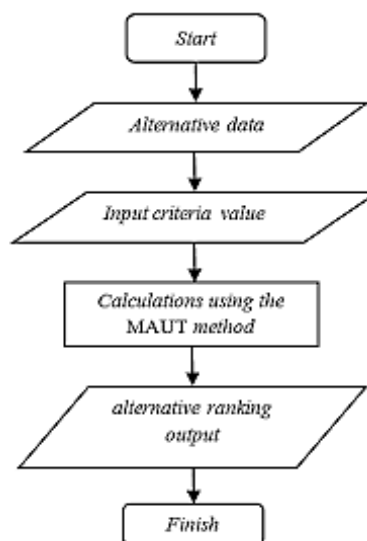 Start
Alternative data
Input criteria value
Calculations using the
MAUT method
alternative ranking
output
Finish